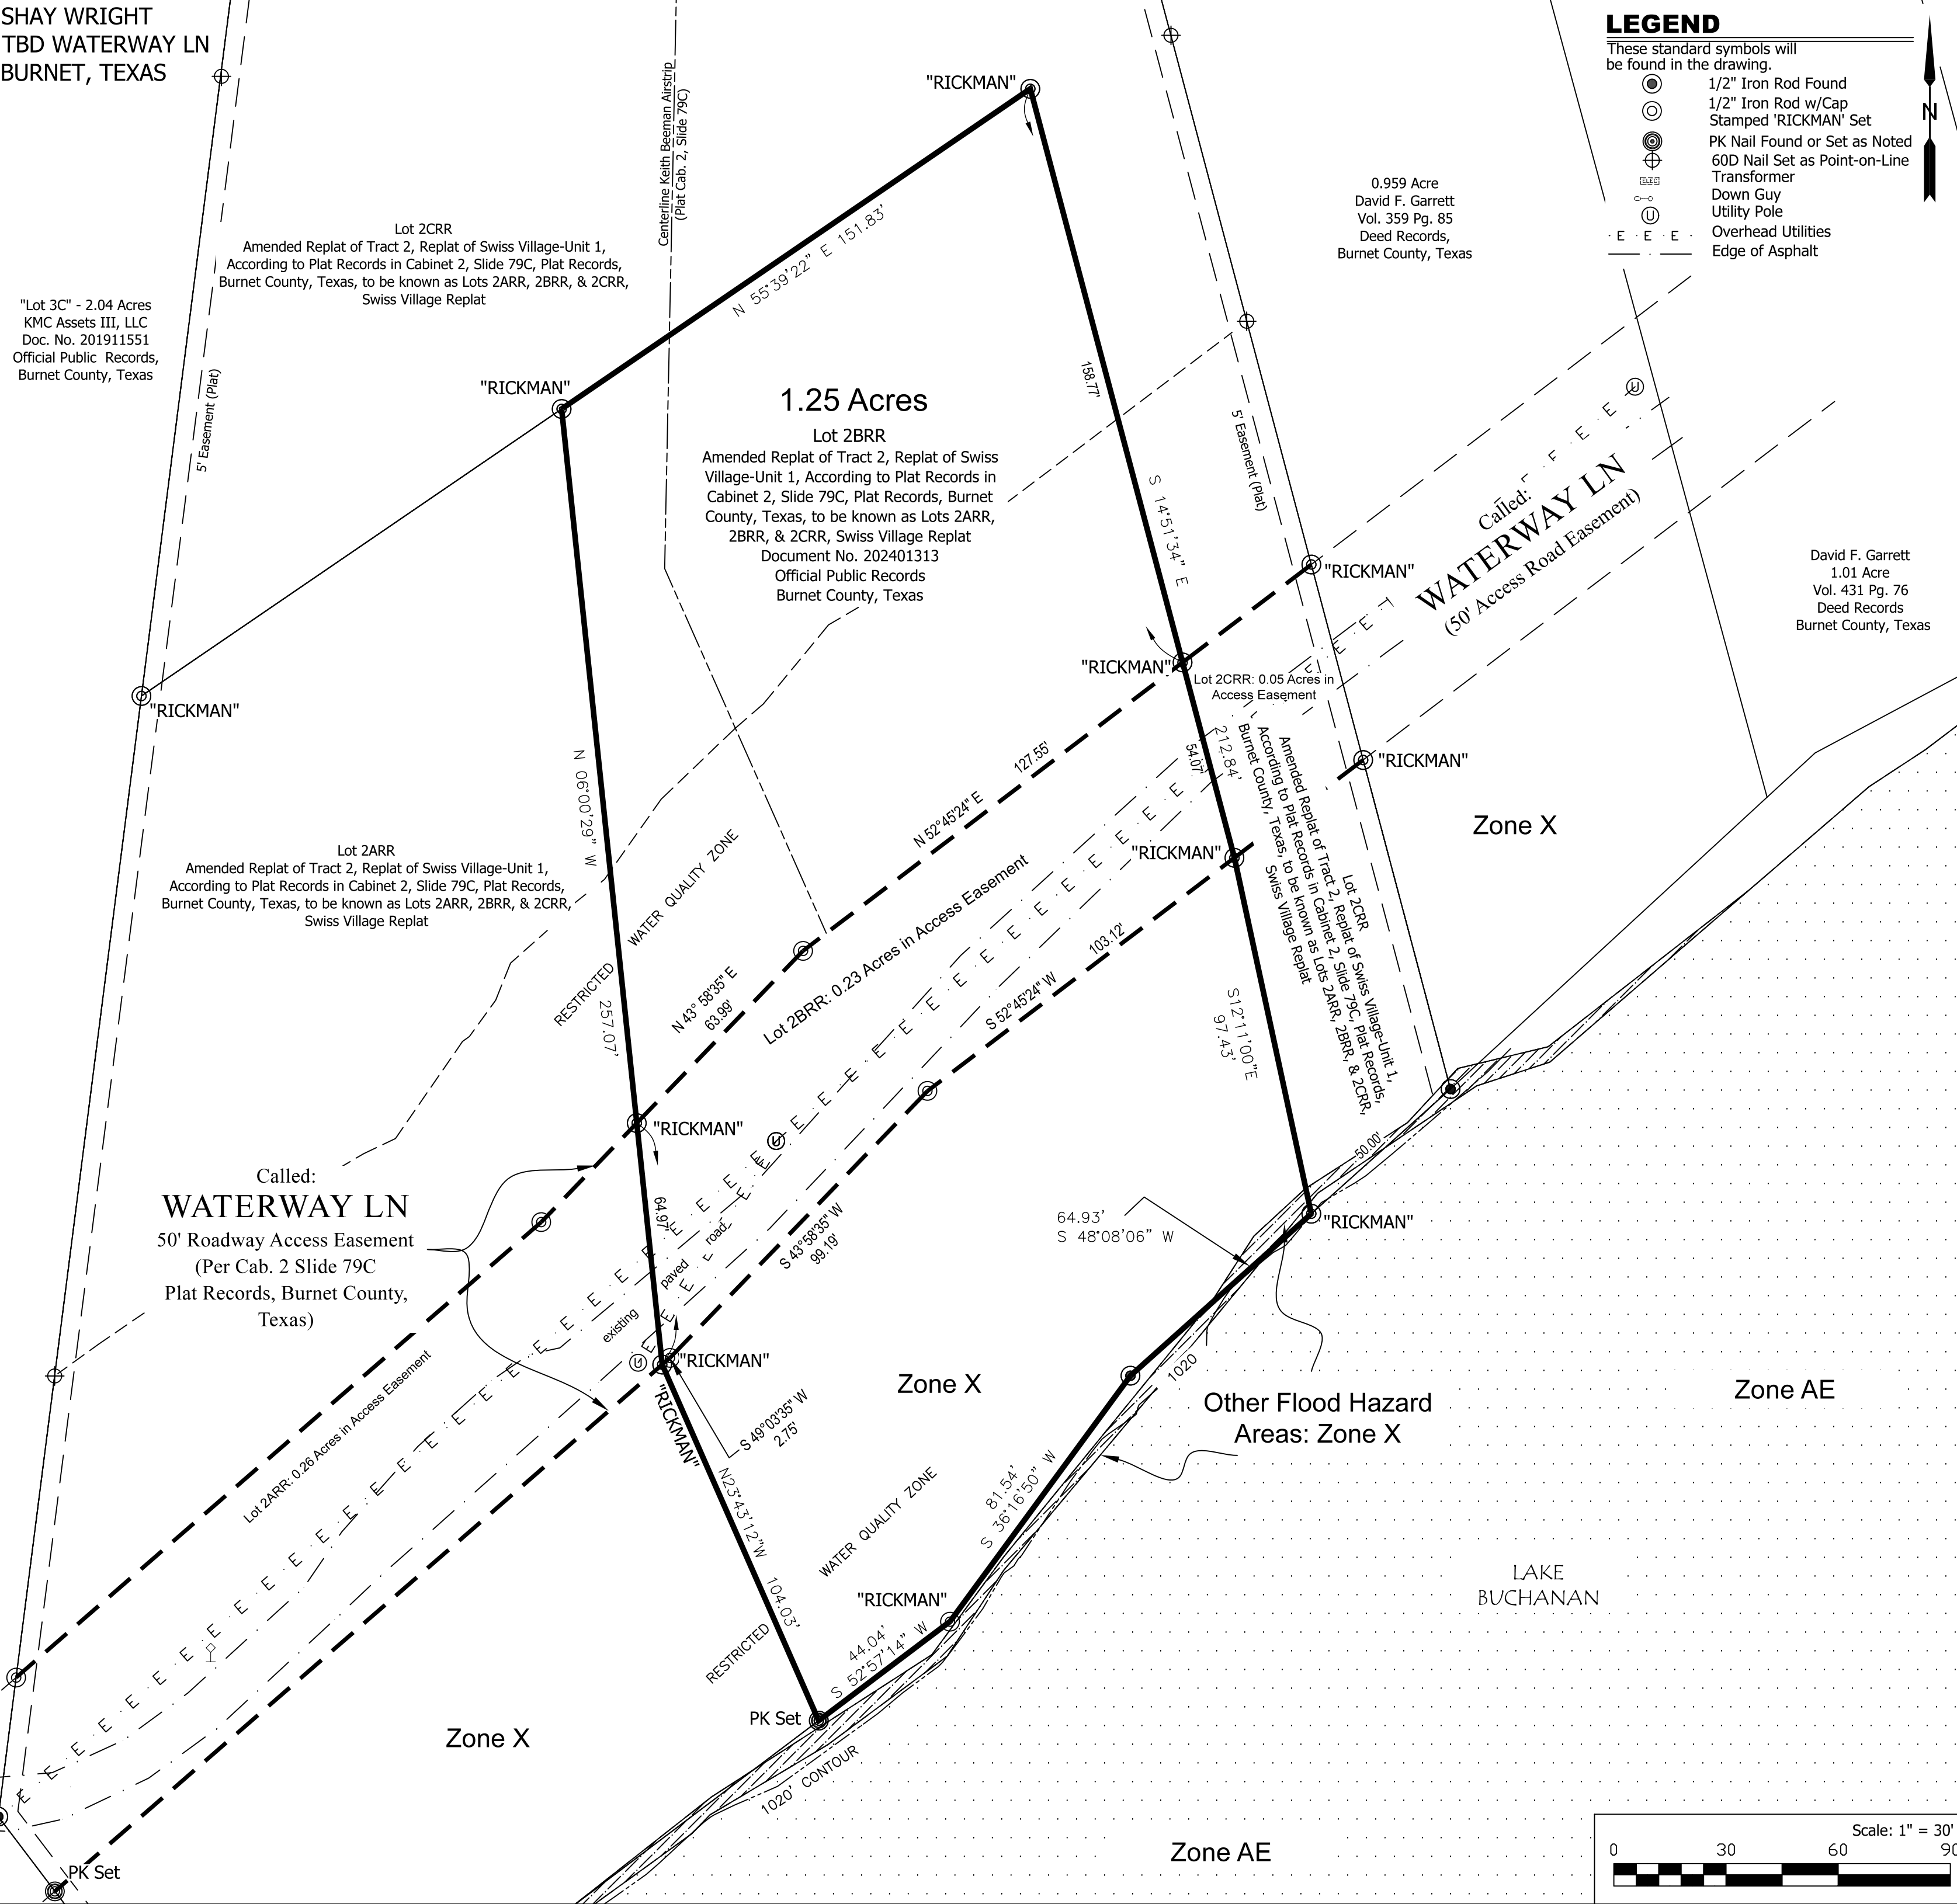 SHAY WRIGHT
TBD WATERWAY LN
BURNET, TEXAS
LEGEND
These standard symbols will
be found in the drawing.
1/2" Iron Rod Found
1/2" Iron Rod w/Cap
Stamped 'RICKMAN' Set
PK Nail Found or Set as Noted
60D Nail Set as Point-on-Line
Transformer
Down Guy
U
Utility Pole
E E E
Overhead Utilities
Edge of Asphalt
N
"RICKMAN"
Centerline Keith Beeman Airstrip
(Plat Cab. 2, Slide 79C)
N 55°39'22" E 151.83'
0.959 Acre
David F. Garrett
Vol. 359 Pg. 85
Deed Records,
Burnet County, Texas
Lot 2CRR
Amended Replat of Tract 2, Replat of Swiss Village-Unit 1,
According to Plat Records in Cabinet 2, Slide 79C, Plat Records,
Burnet County, Texas, to be known as Lots 2ARR, 2BRR, & 2CRR,
Swiss Village Replat
"Lot 3C" - 2.04 Acres
KMC Assets III, LLC
Doc. No. 201911551
Official Public Records,
Burnet County, Texas
5' Easement (Plat)
"RICKMAN"
1.25 Acres
Lot 2BRR
Amended Replat of Tract 2, Replat of Swiss
Village-Unit 1, According to Plat Records in
Cabinet 2, Slide 79C, Plat Records, Burnet
County, Texas, to be known as Lots 2ARR,
2BRR, & 2CRR, Swiss Village Replat
Document No. 202401313
Official Public Records
Burnet County, Texas
158.77'
S 14°51'34" E
5' Easement (Plat)
Called:
WATERWAY LN
(50' Access Road Easement)
David F. Garrett
1.01 Acre
Vol. 431 Pg. 76
Deed Records
Burnet County, Texas
"RICKMAN"
"RICKMAN"
"RICKMAN"
Lot 2CRR: 0.05 Acres in
Access Easement
"RICKMAN"
N 06°00'29" W
257.07'
127.55'
N 52°45'24" E
54.07'
212.84'
Lot 2CRR
Amended Replat of Tract 2, Replat of Swiss Village-Unit 1,
According to Plat Records in Cabinet 2, Slide 79C, Plat Records,
Burnet County, Texas, to be known as Lots 2ARR, 2BRR, & 2CRR,
Swiss Village Replat
"RICKMAN"
Zone X
Lot 2ARR
Amended Replat of Tract 2, Replat of Swiss Village-Unit 1,
According to Plat Records in Cabinet 2, Slide 79C, Plat Records,
Burnet County, Texas, to be known as Lots 2ARR, 2BRR, & 2CRR,
Swiss Village Replat
RESTRICTED WATER QUALITY ZONE
N 43° 58'35" E
63.99'
Lot 2BRR: 0.23 Acres in Access Easement
103.12'
S 52°45'24" W
S12°11'00"E
97.43'
"RICKMAN"
Called:
WATERWAY LN
50' Roadway Access Easement
(Per Cab. 2 Slide 79C
Plat Records, Burnet County,
Texas)
64.97'
existing paved road
S 43°58'35" W
99.19'
50.00'
64.93'
S 48°08'06" W
"RICKMAN"
"RICKMAN"
"RICKMAN"
S 49°03'35" W
2.75'
Zone X
1020
Other Flood Hazard
Areas: Zone X
Zone AE
Lot 2ARR: 0.26 Acres in Access Easement
N23°43'12"W 104.03'
RESTRICTED WATER QUALITY ZONE
81.54'
S 36°16'50" W
"RICKMAN"
44.04'
S 52°57'14" W
LAKE
BUCHANAN
PK Set
Zone X
1020' CONTOUR
Zone AE
PK Set
Scale: 1" = 30'
0 30 60 90